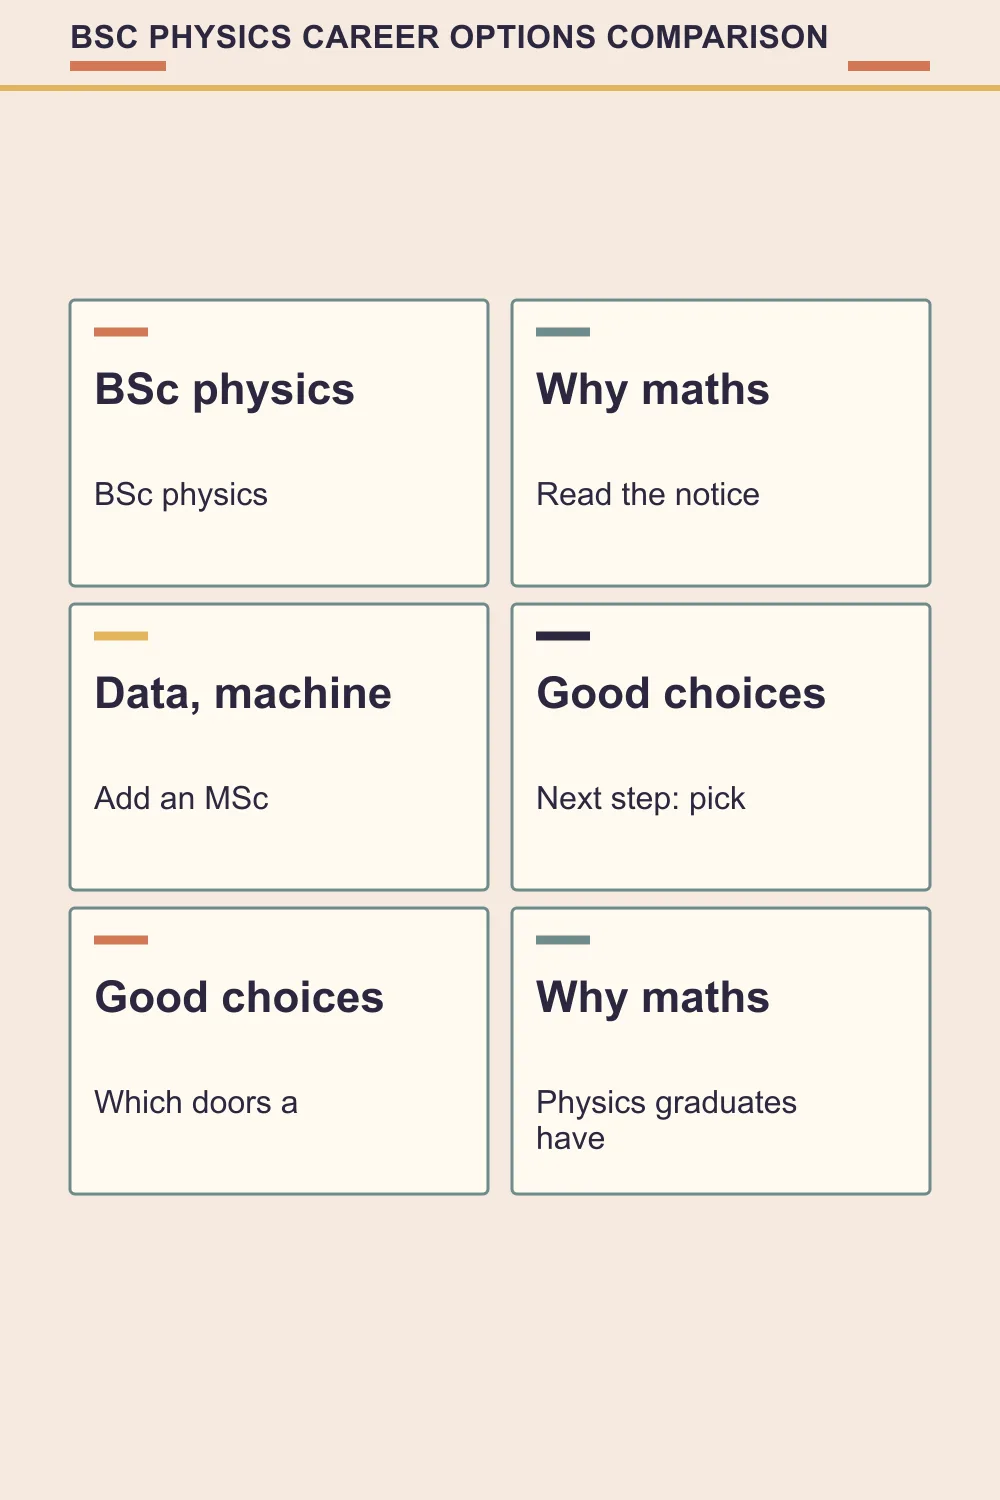 BSC PHYSICS CAREER OPTIONS COMPARISON
BSc physics
BSc physics
Why maths
Read the notice
Data, machine
Add an MSc
Good choices
Next step: pick
Good choices
Which doors a
Why maths
Physics graduates
have